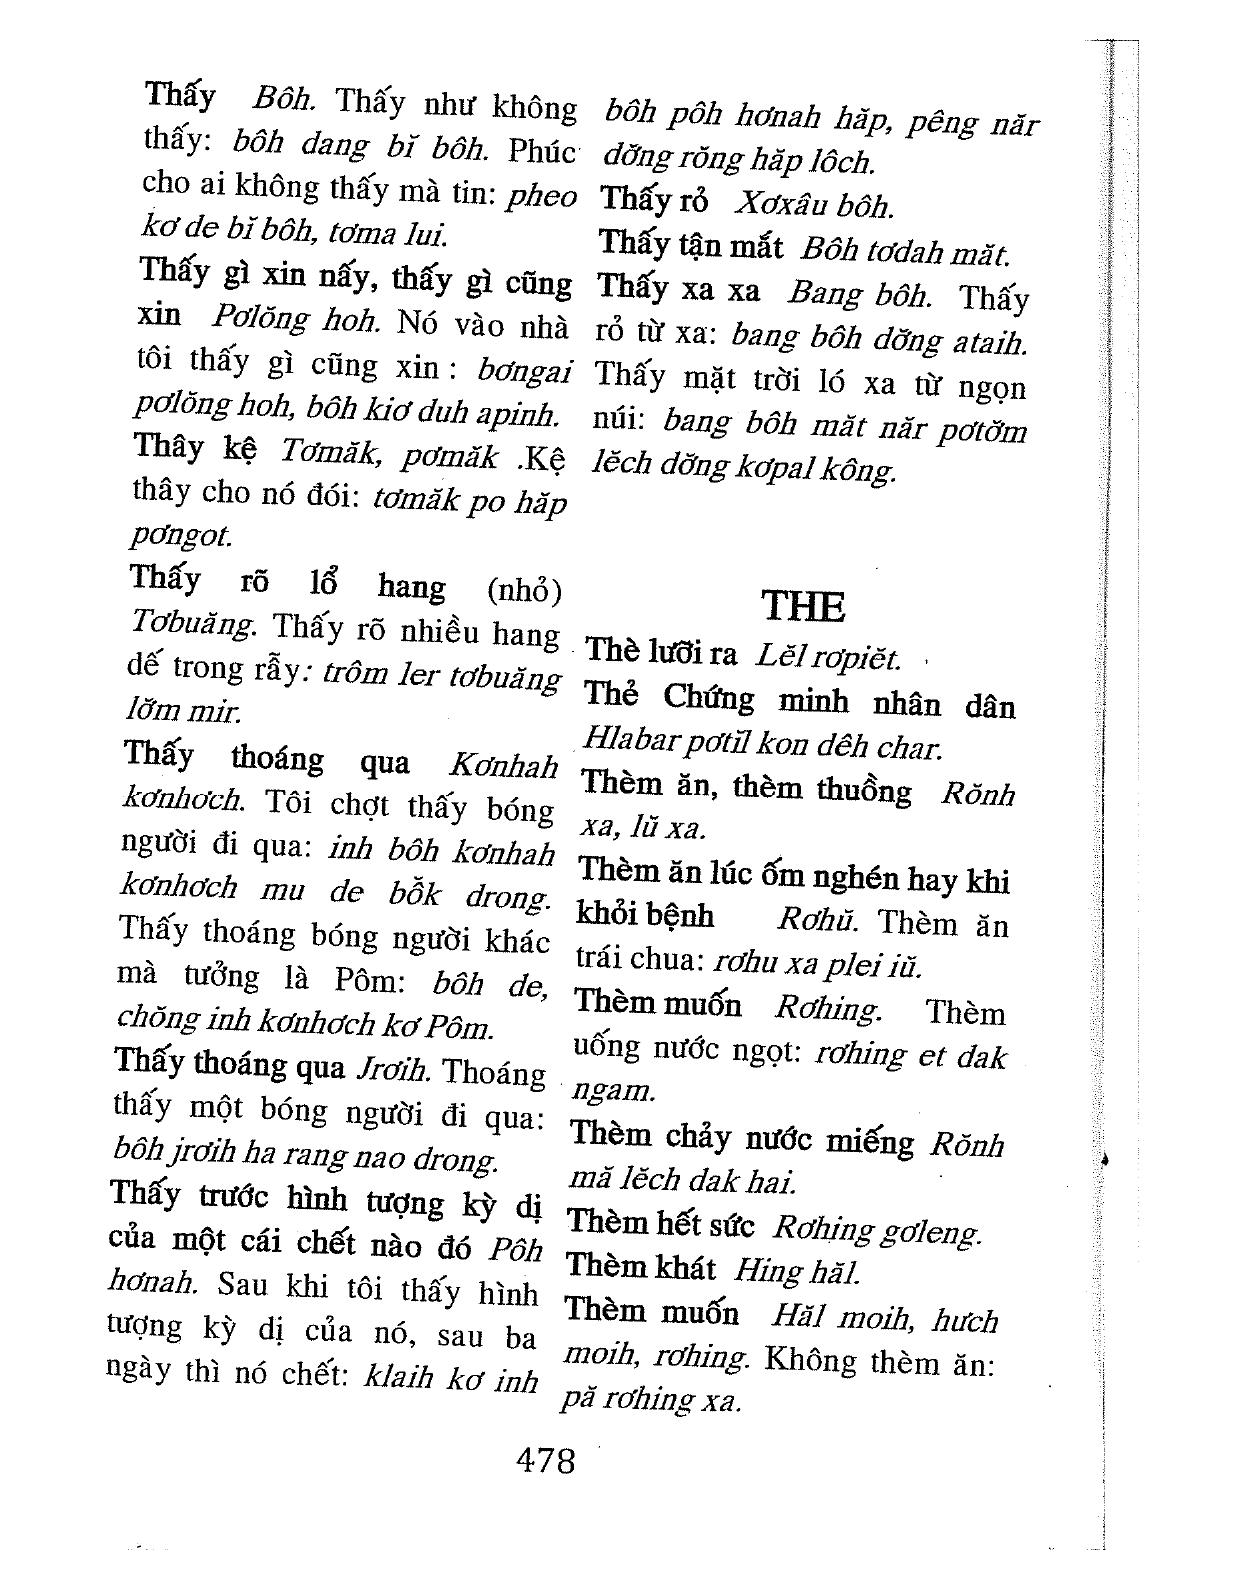 Thấy Bôh. Thấy như không
thấy: bôh dang bĭ bôh. Phúc
cho ai không thấy mà tin: pheo
kơ de bĭ bôh, tơma lui.
Thấy gì xin nấy, thấy gì cũng
xin Pơlŏng hoh. Nó vào nhà
tôi thấy gì cũng xin : bơngai
pơlŏng hoh, bôh kiơ duh apinh.
Thây kệ Tơmăk, pơmăk .Kệ
thây cho nó đói: tơmăk po hăp
pơngot.
Thấy rõ lổ hang (nhỏ)
Tơbuăng. Thấy rõ nhiều hang
dế trong rẫy: trôm ler tơbuăng
lơ̆m mir.
Thấy thoáng qua Kơnhah
kơnhơch. Tôi chợt thấy bóng
người đi qua: inh bôh kơnhah
kơnhơch mu de bô̆k drong.
Thấy thoáng bóng người khác
mà tưởng là Pôm: bôh de,
chŏng inh kơnhơch kơ Pôm.
Thấy thoáng qua Jrơih. Thoáng
thấy một bóng người đi qua:
bôh jrơih ha rang nao drong.
Thấy trước hình tượng kỳ dị
của một cái chết nào đó Pôh
hơnah. Sau khi tôi thấy hình
tượng kỳ dị của nó, sau ba
ngày thì nó chết: klaih kơ inh
bôh pôh hơnah hăp, pêng năr
dơ̆ng rŏng hăp lôch.
Thấy rỏ Xơxâu bôh.
Thấy tận mắt Bôh tơdah măt.
Thấy xa xa Bang bôh. Thấy
rỏ từ xa: bang bôh dơ̆ng ataih.
Thấy mặt trời ló xa từ ngọn
núi: bang bôh măt năr pơtơ̆m
lĕch dơ̆ng kơpal kông.
THE
Thè lưỡi ra Lĕl rơpiĕt.
Thẻ Chứng minh nhân dân
Hlabar pơtĭl kon dêh char.
Thèm ăn, thèm thuồng Rŏnh
xa, lŭ xa.
Thèm ăn lúc ốm nghén hay khi
khỏi bệnh Rơhŭ. Thèm ăn
trái chua: rơhu xa plei iŭ.
Thèm muốn Rơhing. Thèm
uống nước ngọt: rơhing et dak
ngam.
Thèm chảy nước miếng Rŏnh
mă lĕch dak hai.
Thèm hết sức Rơhing gơleng.
Thèm khát Hing hăl.
Thèm muốn Hăl moih, hưch
moih, rơhing. Không thèm ăn:
pă rơhing xa.
478